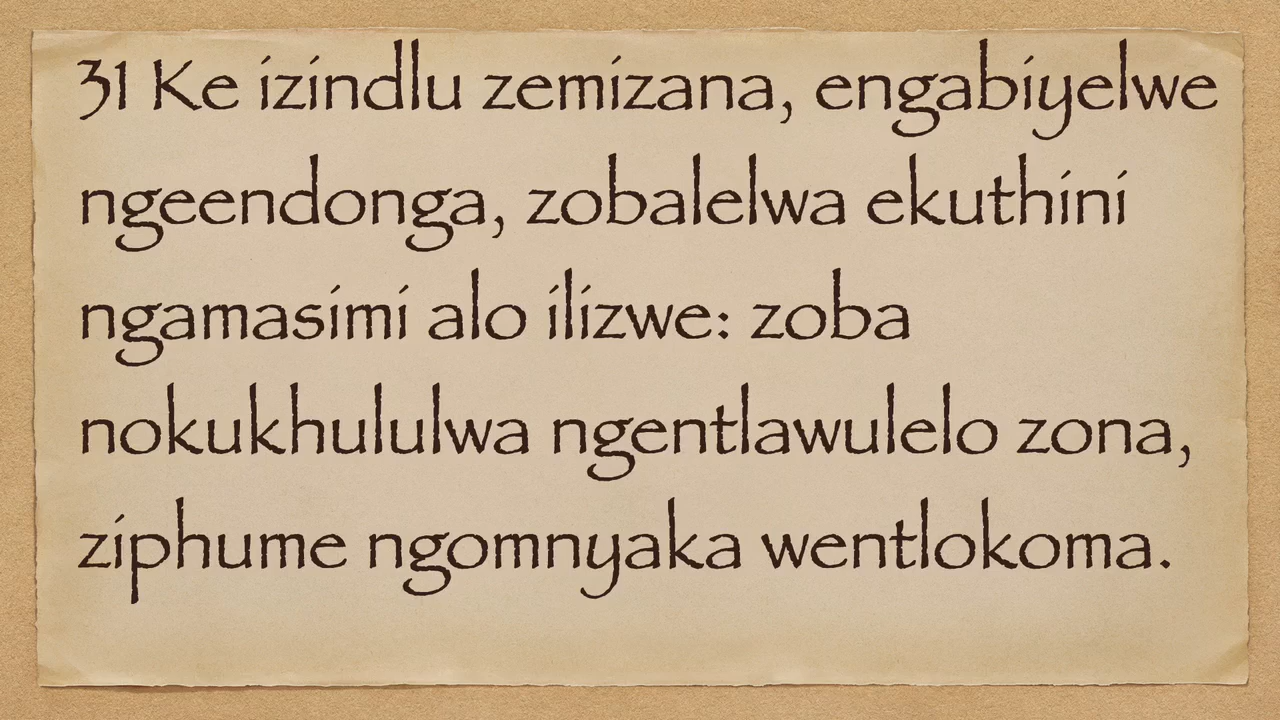 31 Ke izindlu zemizana, engabiyelwe
ngeendonga, zobalelwa ekuthini
ngamasimi alo ilizwe: zoba
nokukhululwa ngentlawulelo zona,
ziphume ngomnyaka wentlokoma.